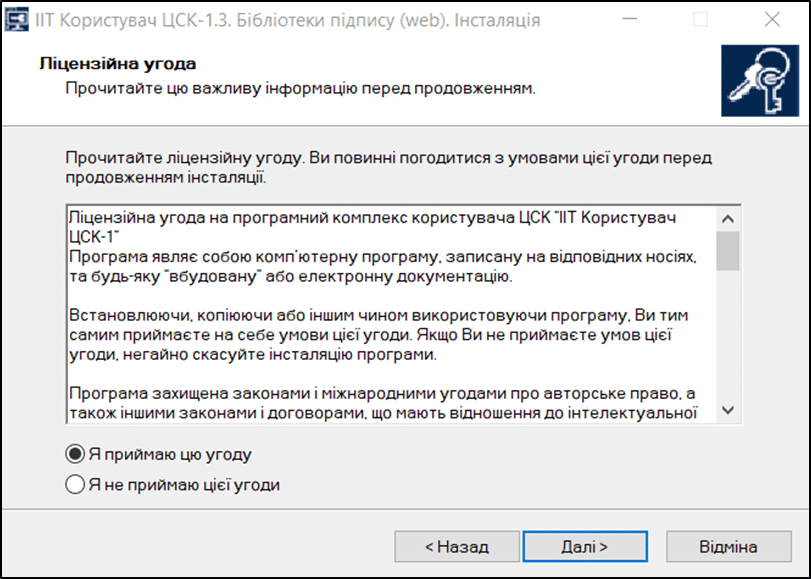 ІІТ Користувач ЦСК-1.3. Бібліотеки підпису (web). Інсталяція
Ліцензійна угода
Прочитайте цю важливу інформацію перед продовженням.
Прочитайте ліцензійну угоду. Ви повинні погодитися з умовами цієї угоди перед
продовженням інсталяції.
Ліцензійна угода на програмний комплекс користувача ЦСК "ІІТ Користувач
ЦСК-1"
Програма являє собою комп'ютерну програму, записану на відповідних носіях,
та будь-яку "вбудовану" або електронну документацію.
Встановлюючи, копіюючи або іншим чином використовуючи програму, Ви тим
самим приймаєте на себе умови цієї угоди. Якщо Ви не приймаєте умов цієї
угоди, негайно скасуйте інсталяцію програми.
Програма захищена законами і міжнародними угодами про авторське право, а
також іншими законами і договорами, що мають відношення до інтелектуальної
Я приймаю цю угоду
Я не приймаю цієї угоди
< Назад
Далі >
Відміна